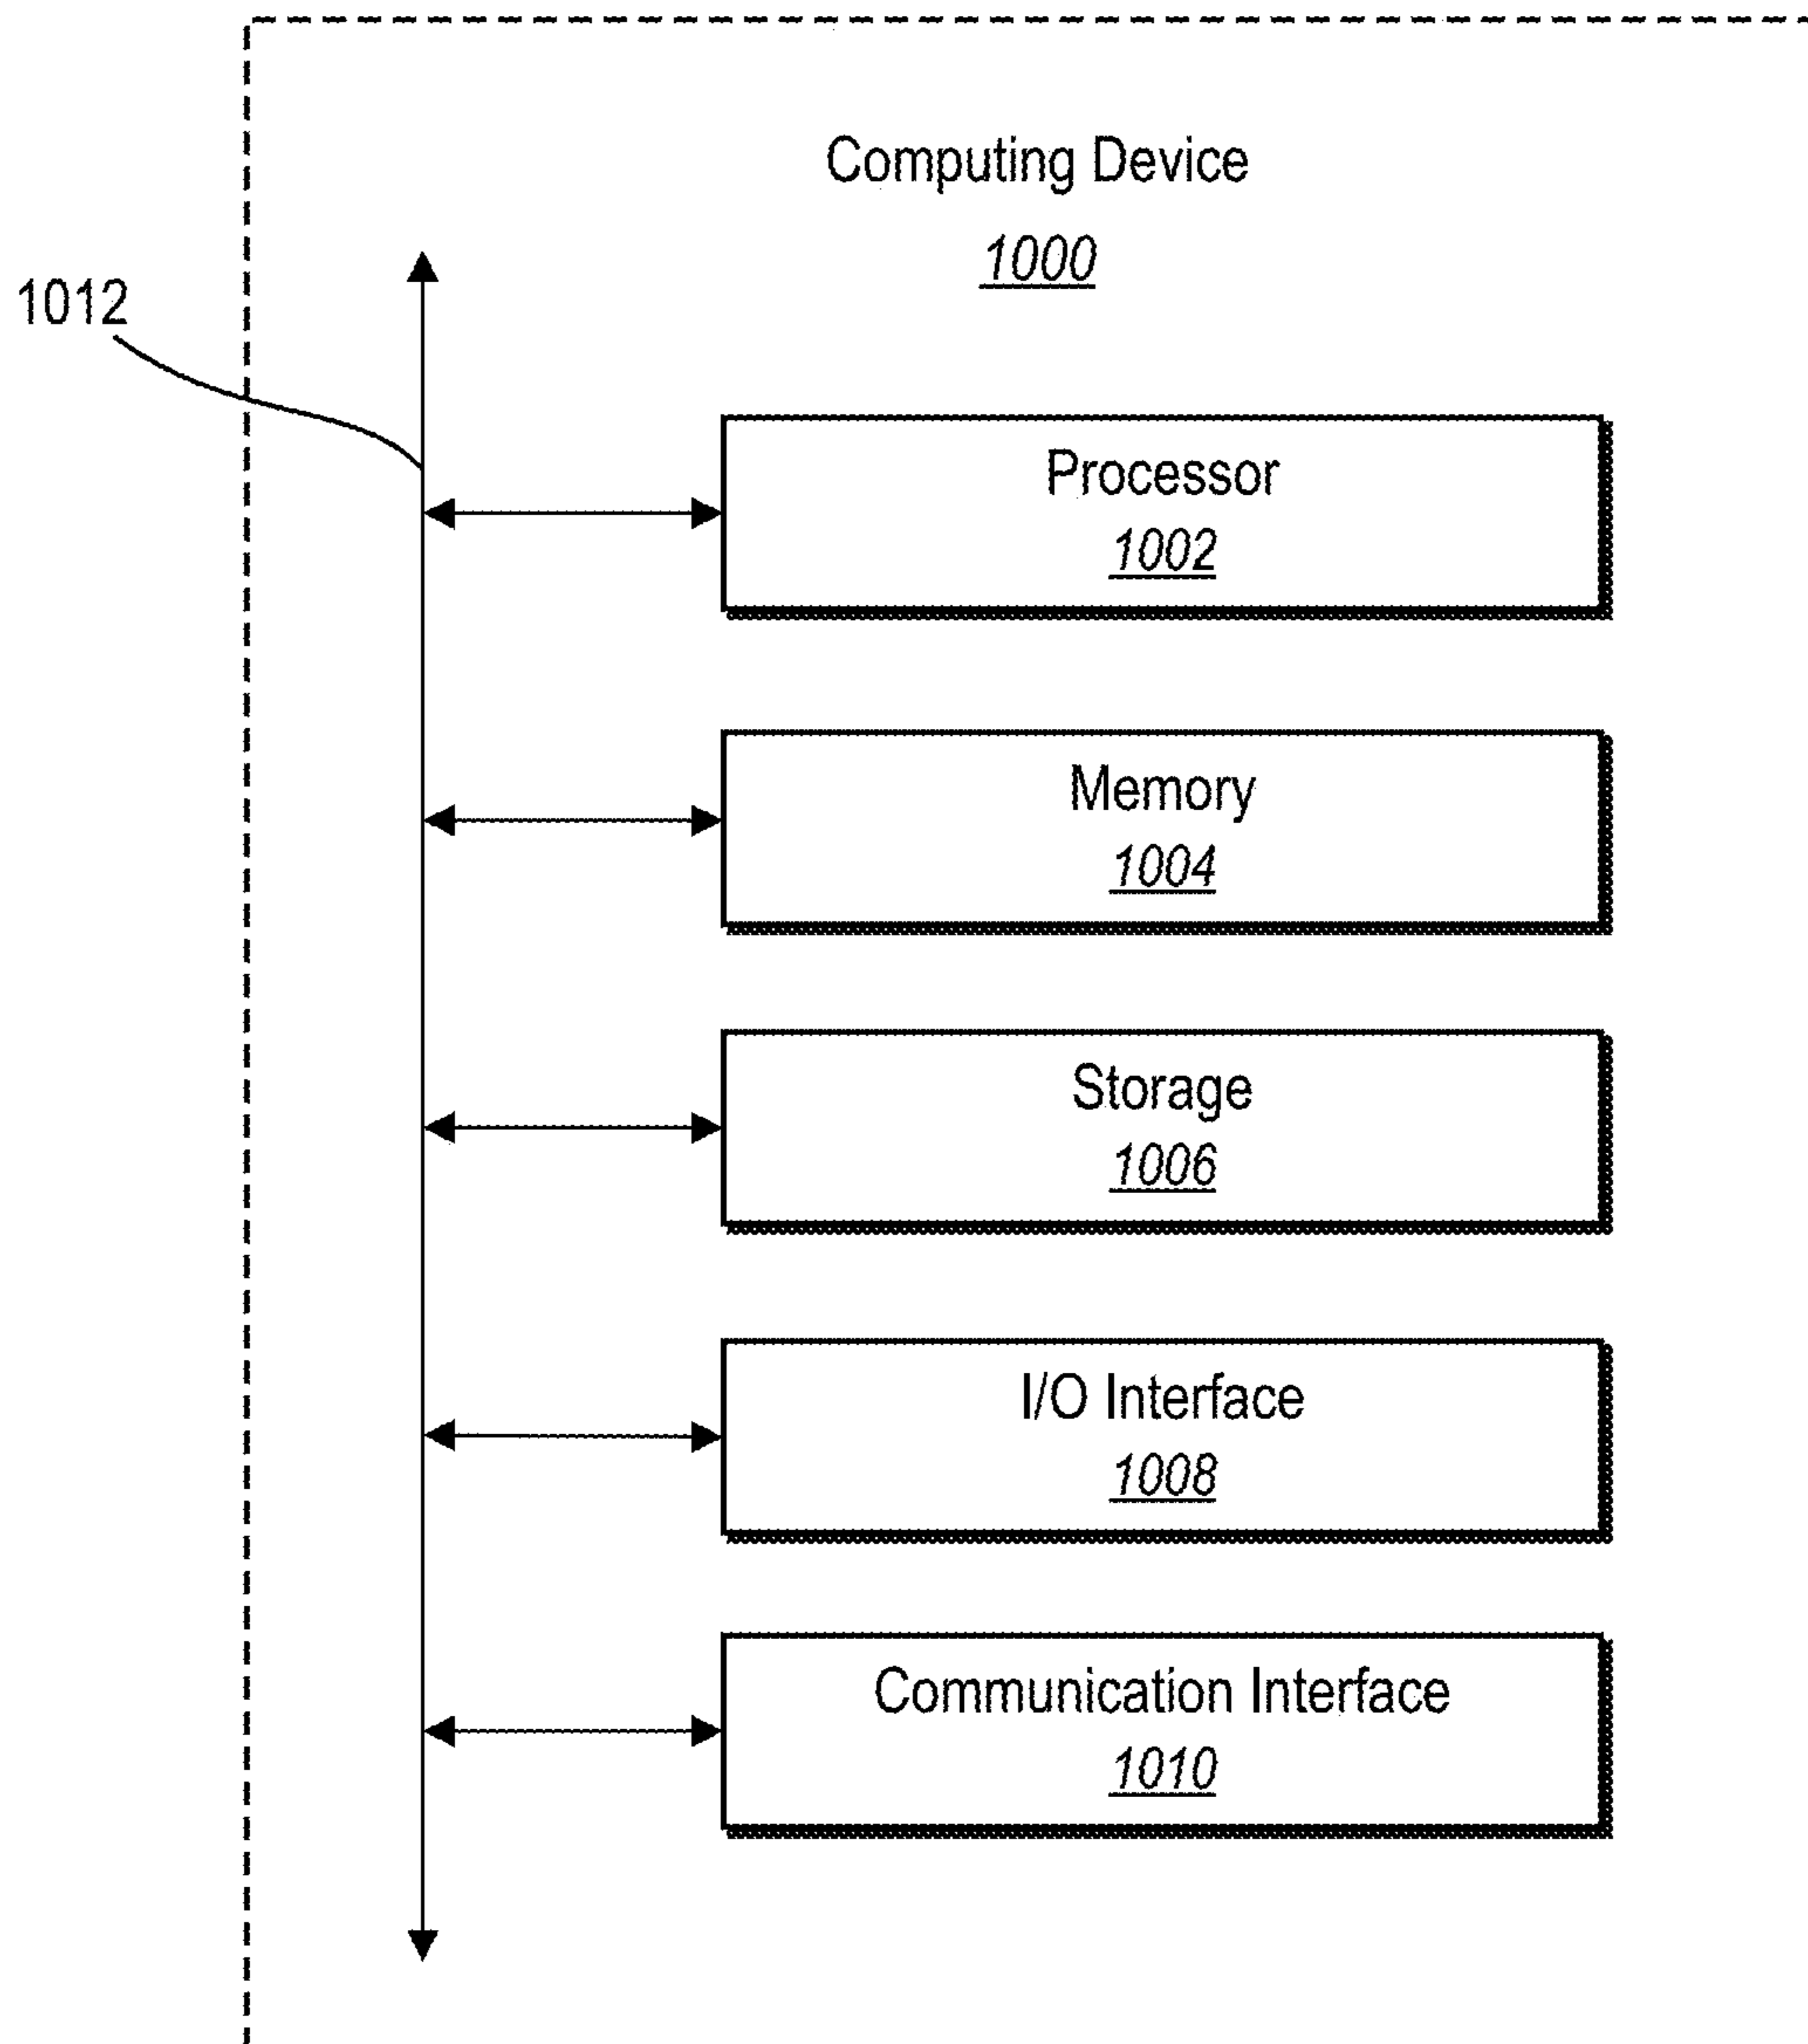 Computing Device
1000
1012
Processor
1002
Memory
1004
Storage
1006
I/O Interface
1008
Communication Interface
1010